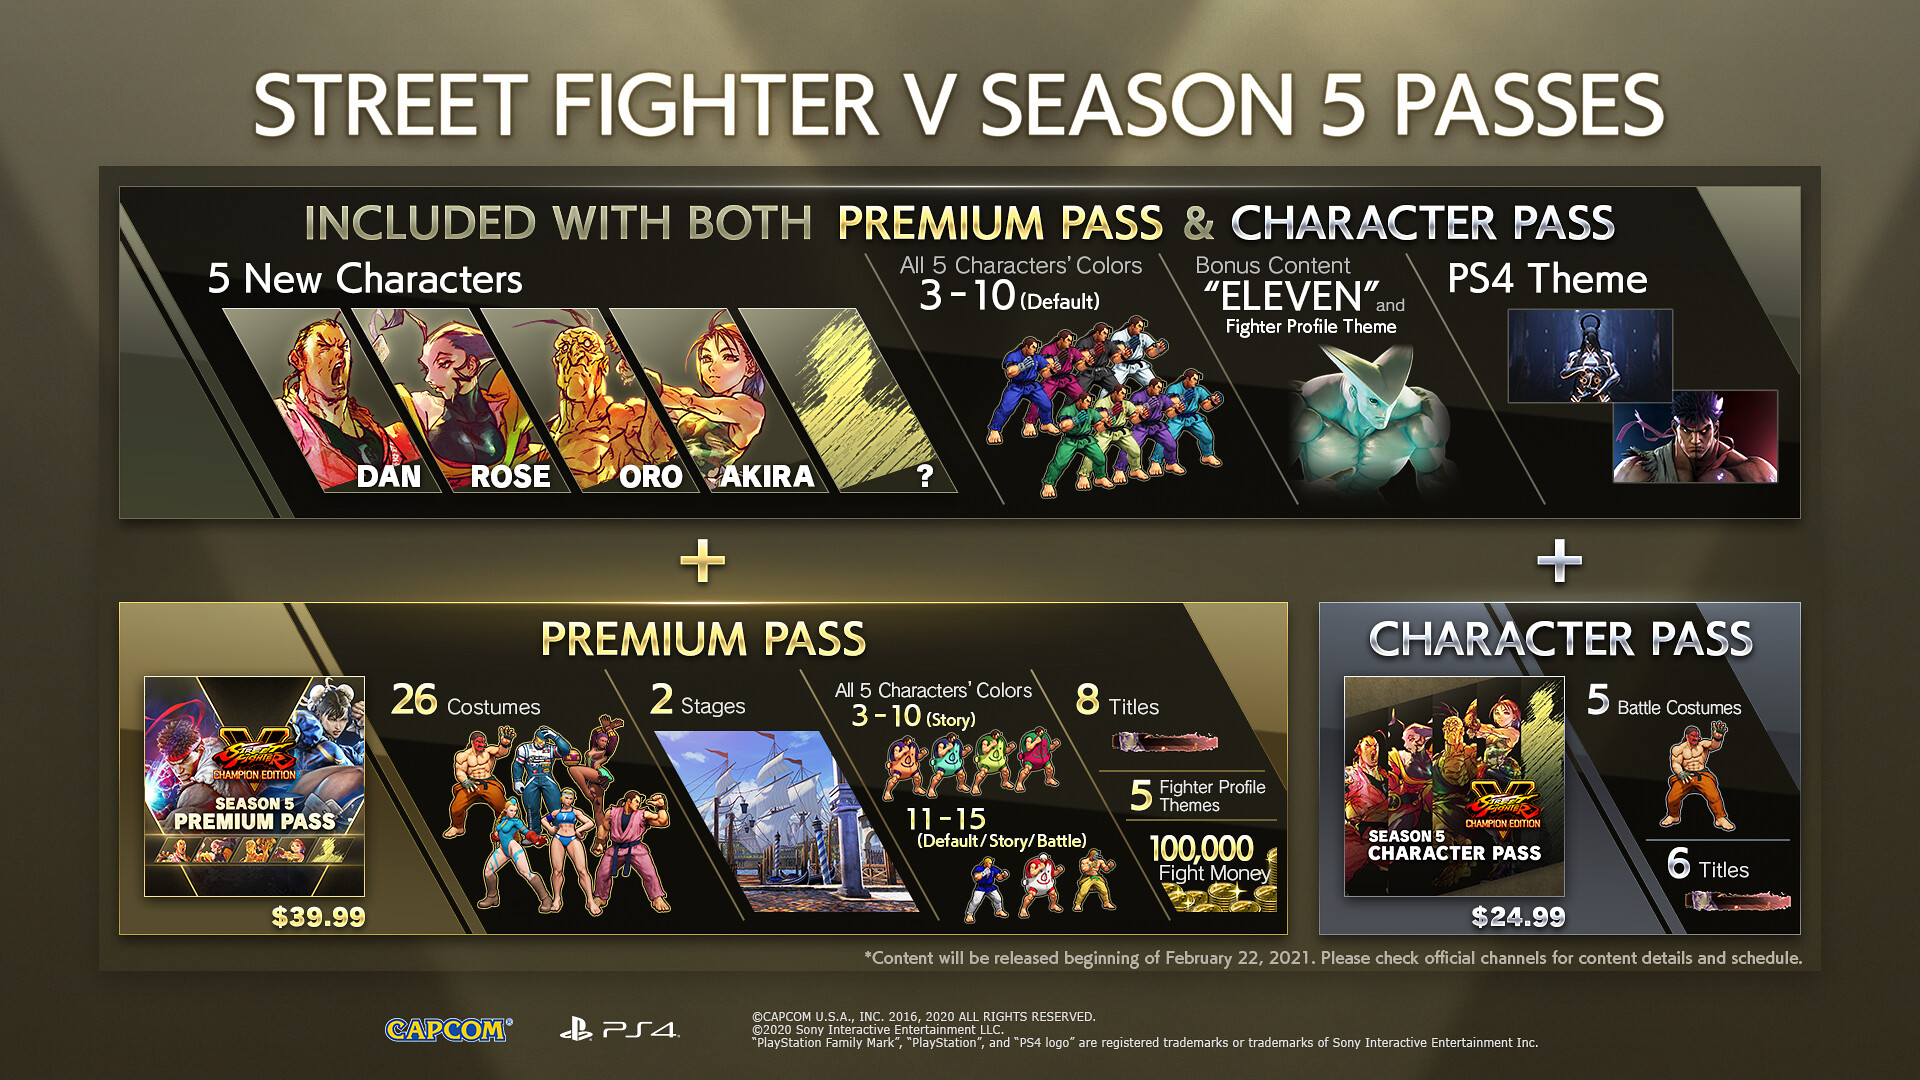 STREET FIGHTER V SEASON 5 PASSES
INCLUDED WITH BOTH PREMIUM PASS & CHARACTER PASS
5 New Characters
DAN
ROSE
ORO
AKIRA
?
All 5 Characters' Colors
3 - 10 (Default)
Bonus Content
"ELEVEN" and
Fighter Profile Theme
PS4 Theme
+
+
PREMIUM PASS
STREET FIGHTER V
CHAMPION EDITION
SEASON 5
PREMIUM PASS
$39.99
26 Costumes
2 Stages
All 5 Characters' Colors
3 - 10 (Story)
11 - 15
(Default / Story / Battle)
8 Titles
5 Fighter Profile
Themes
100,000
Fight Money
CHARACTER PASS
STREET FIGHTER V
CHAMPION EDITION
SEASON 5
CHARACTER PASS
$24.99
5 Battle Costumes
6 Titles
*Content will be released beginning of February 22, 2021. Please check official channels for content details and schedule.
CAPCOM®
PS4
©CAPCOM U.S.A., INC. 2016, 2020 ALL RIGHTS RESERVED.
©2020 Sony Interactive Entertainment LLC.
"PlayStation Family Mark", "PlayStation", and "PS4 logo" are registered trademarks or trademarks of Sony Interactive Entertainment Inc.